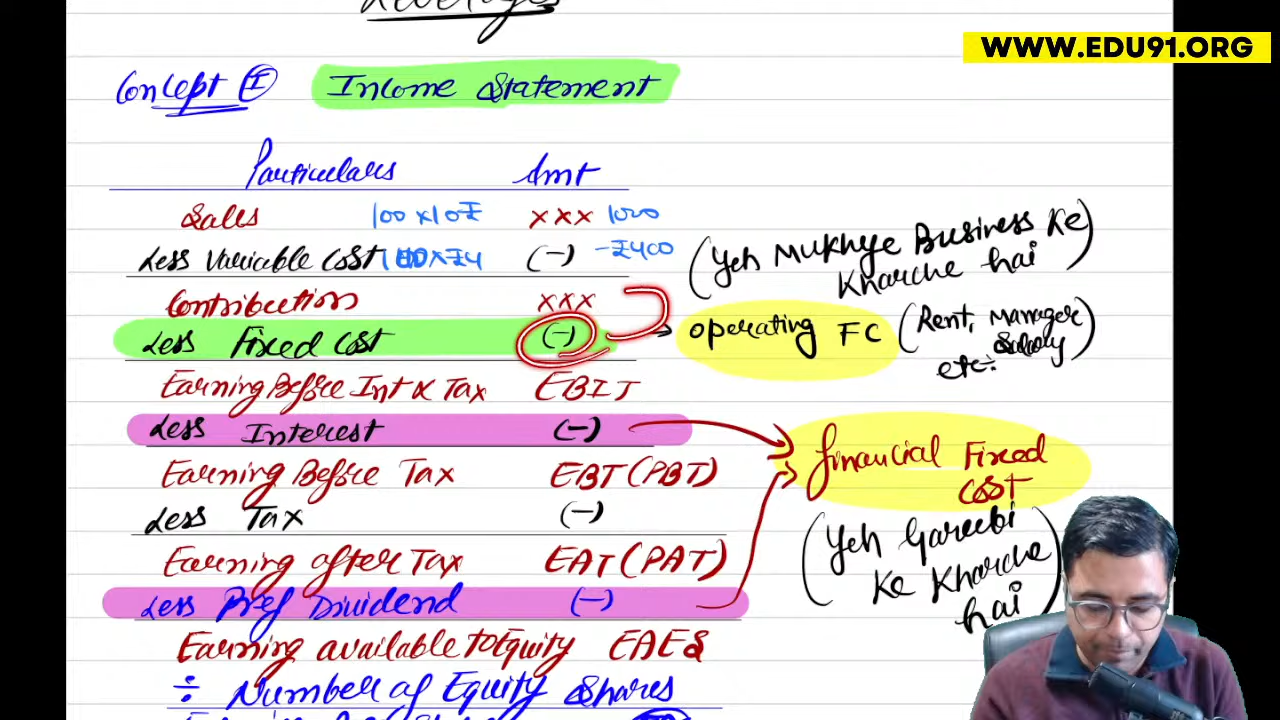 Leverages
WWW.EDU91.ORG
Concept (I) Income Statement
Particulars Amt
Sales 100 x 10₹ xxx 1000
Less Variable Cost 100x₹4 (-) -₹400
Contribution xxx
Less Fixed Cost (-)
Earning Before Int & Tax EBIT
Less Interest (-)
Earning Before Tax EBT (PBT)
Less Tax (-)
Earning after Tax EAT (PAT)
Less Pref Dividend (-)
Earning available to Equity EAES
÷ Number of Equity Shares
(Yeh Mukhye Business Ke
Kharche hai)
Operating FC (Rent, Manager
Salary
etc.)
financial Fixed
Cost
(Yeh Gareebi
Ke Kharche
hai)